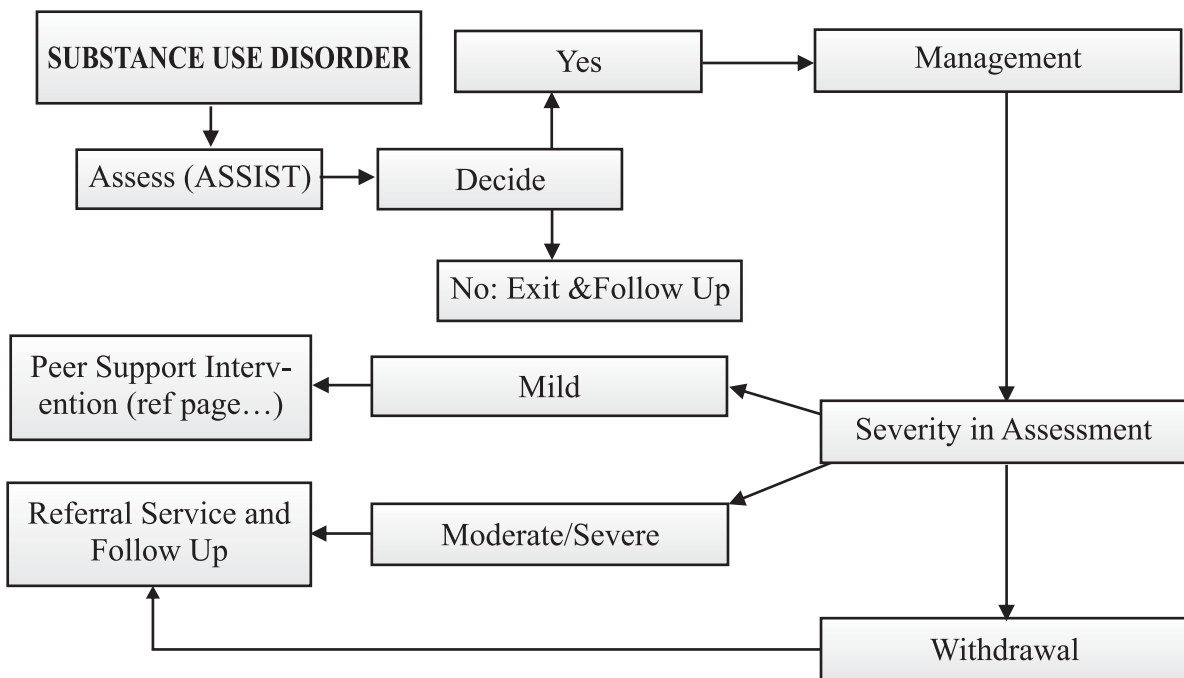 SUBSTANCE USE DISORDER
Yes
Management
Assess (ASSIST)
Decide
No: Exit &Follow Up
Peer Support Interv-
ention (ref page…)
Mild
Severity in Assessment
Referral Service and
Follow Up
Moderate/Severe
Withdrawal